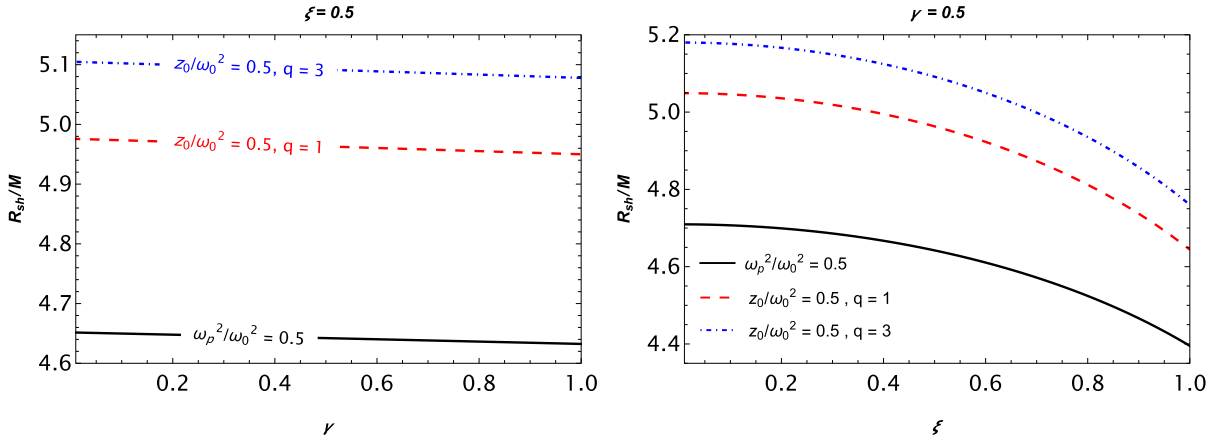 ξ = 0.5
R_sh/M
5.1
5.0
4.9
4.8
4.7
4.6
z₀/ω₀² = 0.5, q = 3
z₀/ω₀² = 0.5, q = 1
ωₚ²/ω₀² = 0.5
0.2 0.4 0.6 0.8 1.0
γ
γ = 0.5
R_sh/M
5.2
5.0
4.8
4.6
4.4
ωₚ²/ω₀² = 0.5
z₀/ω₀² = 0.5 , q = 1
z₀/ω₀² = 0.5 , q = 3
0.2 0.4 0.6 0.8 1.0
ξ